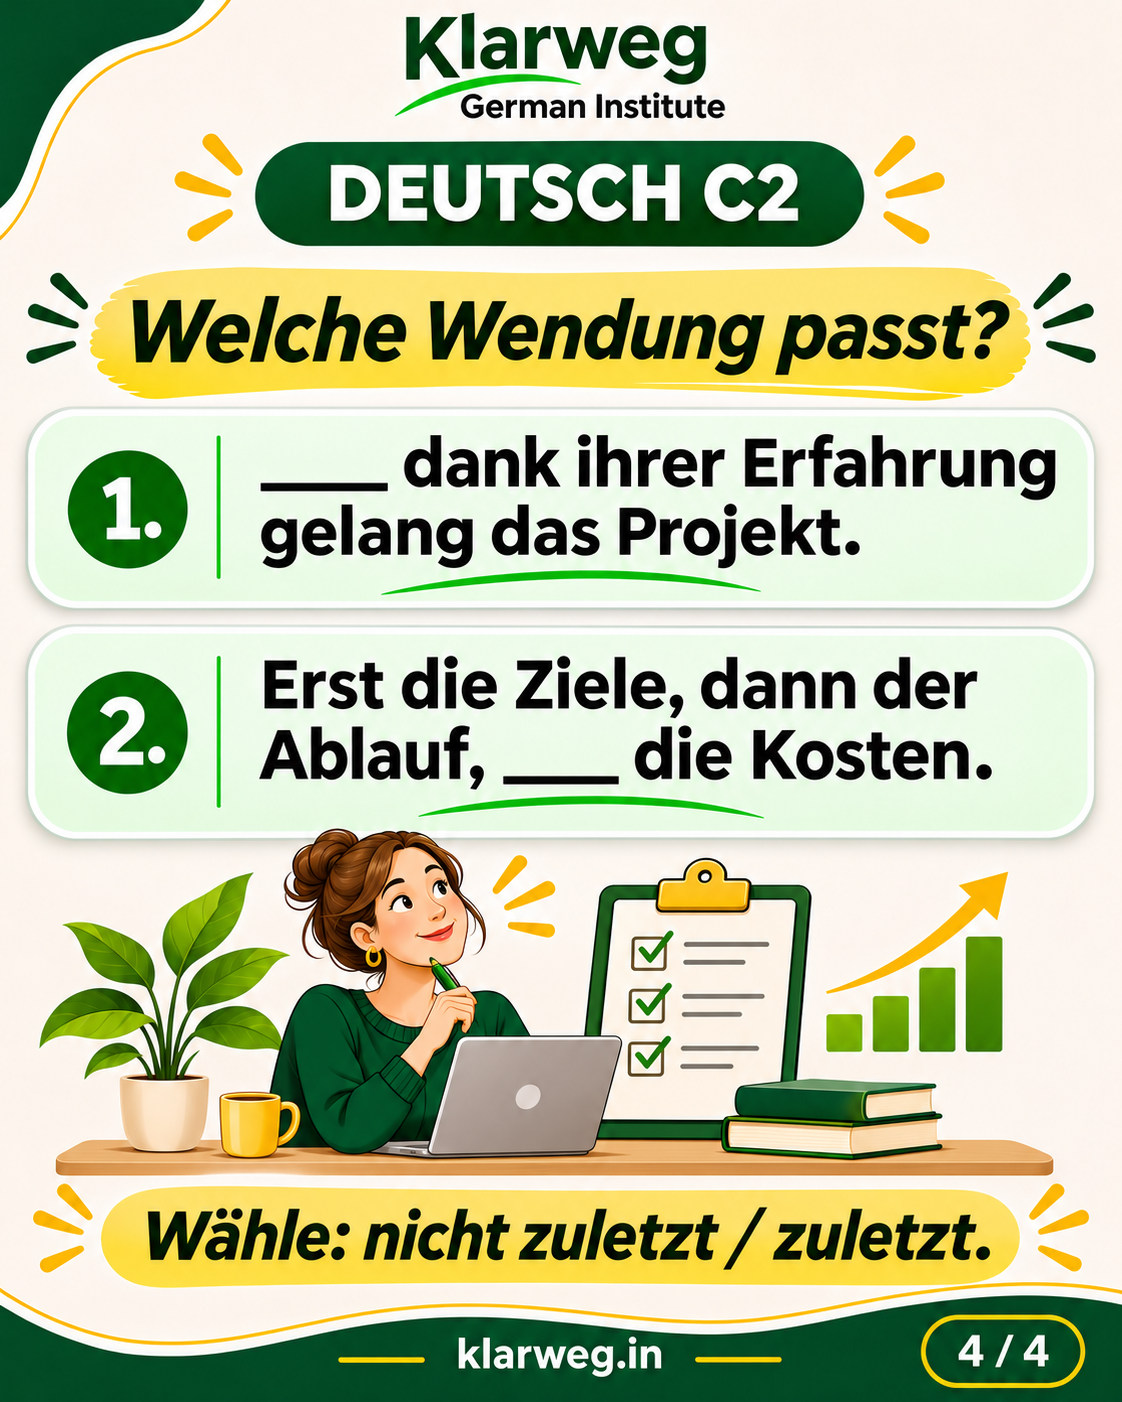 Klarweg
German Institute
DEUTSCH C2
Welche Wendung passt?
1. ____ dank ihrer Erfahrung
gelang das Projekt.
2. Erst die Ziele, dann der
Ablauf, ____ die Kosten.
Wähle: nicht zuletzt / zuletzt.
klarweg.in
4 / 4